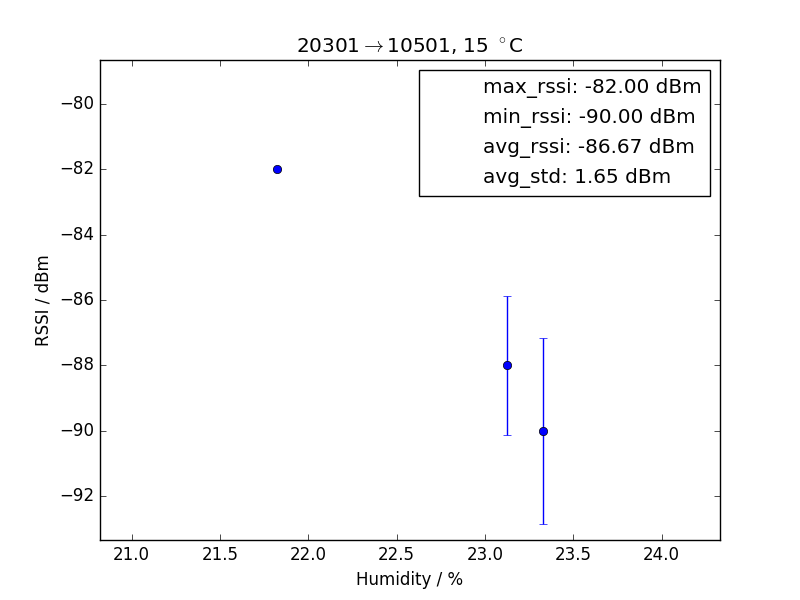 20301→10501, 15 °C
max_rssi: -82.00 dBm
min_rssi: -90.00 dBm
avg_rssi: -86.67 dBm
avg_std: 1.65 dBm
RSSI / dBm
−80
−82
−84
−86
−88
−90
−92
21.0 21.5 22.0 22.5 23.0 23.5 24.0
Humidity / %